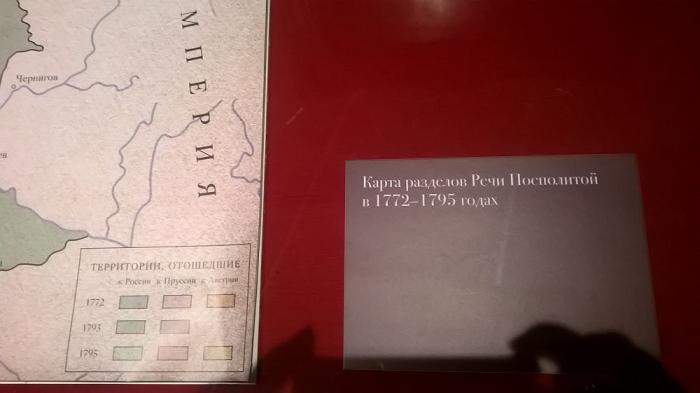 МПЕРИЯ
Чернигов
ТЕРРИТОРИИ, ОТОШЕДШИЕ
к России к Пруссии к Австрии
1772
1793
1795
Карта разделов Речи Посполитой
в 1772–1795 годах